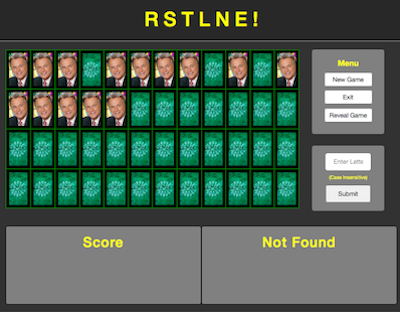 RSTLNE!
Menu
New Game
Exit
Reveal Game
Enter Lette
(Case Insensitive)
Submit
Score
Not Found